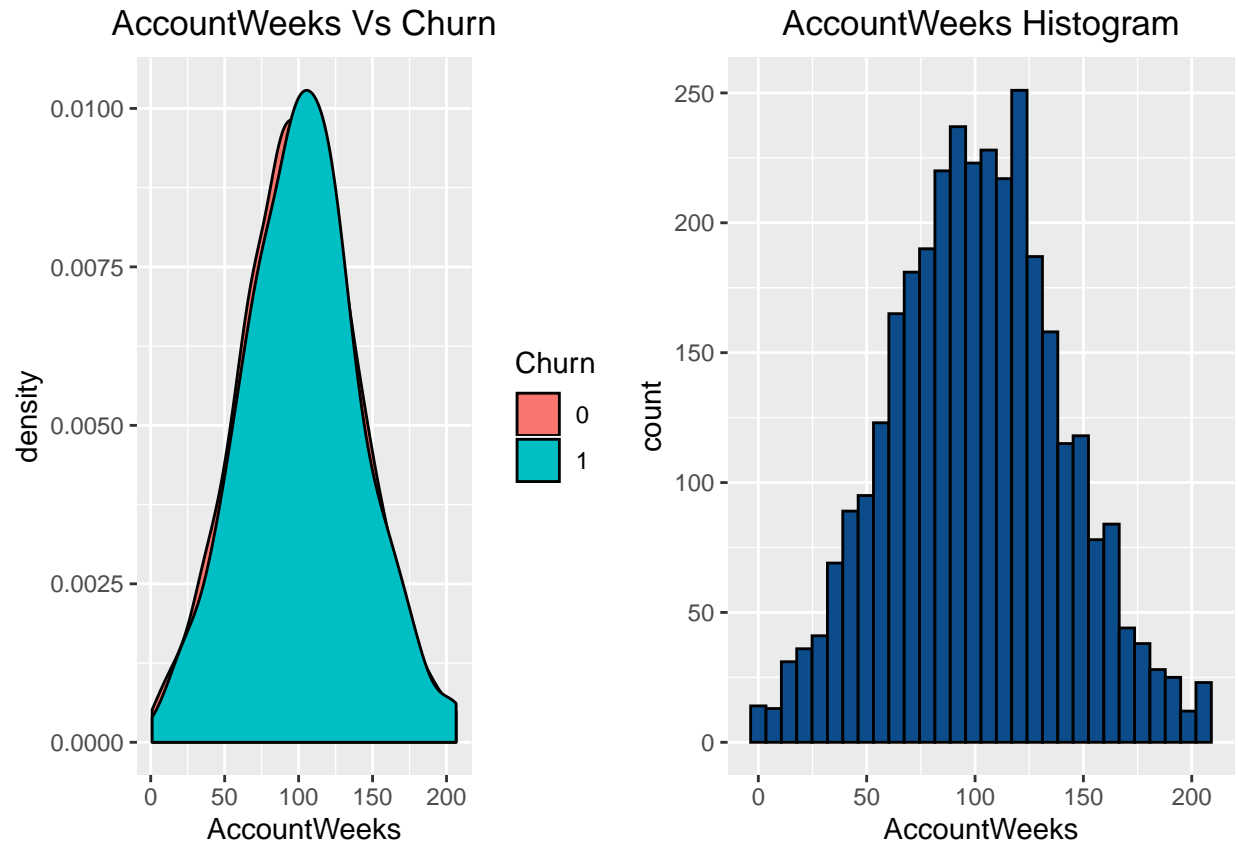 AccountWeeks Vs Churn
0.0100
0.0075
0.0050
0.0025
0.0000
density
0 50 100 150 200
AccountWeeks
Churn
0
1
AccountWeeks Histogram
250
200
150
100
50
0
count
0 50 100 150 200
AccountWeeks